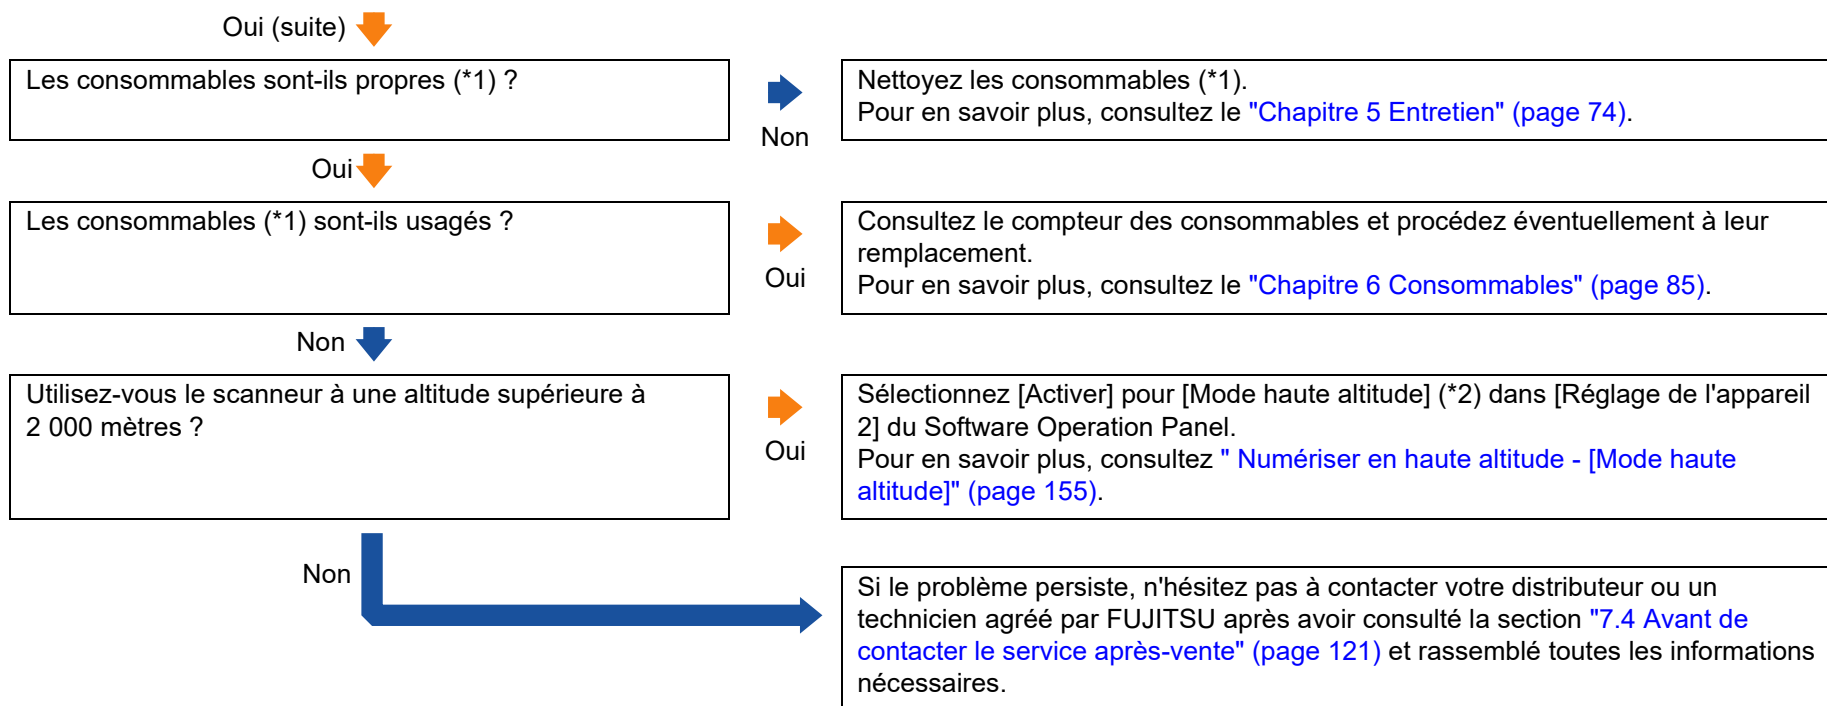 Oui (suite)
Les consommables sont-ils propres (*1) ?
Non
Nettoyez les consommables (*1).
Pour en savoir plus, consultez le "Chapitre 5 Entretien" (page 74).
Oui
Les consommables (*1) sont-ils usagés ?
Oui
Consultez le compteur des consommables et procédez éventuellement à leur
remplacement.
Pour en savoir plus, consultez le "Chapitre 6 Consommables" (page 85).
Non
Utilisez-vous le scanneur à une altitude supérieure à
2 000 mètres ?
Oui
Sélectionnez [Activer] pour [Mode haute altitude] (*2) dans [Réglage de l'appareil
2] du Software Operation Panel.
Pour en savoir plus, consultez " Numériser en haute altitude - [Mode haute
altitude]" (page 155).
Non
Si le problème persiste, n'hésitez pas à contacter votre distributeur ou un
technicien agréé par FUJITSU après avoir consulté la section "7.4 Avant de
contacter le service après-vente" (page 121) et rassemblé toutes les informations
nécessaires.